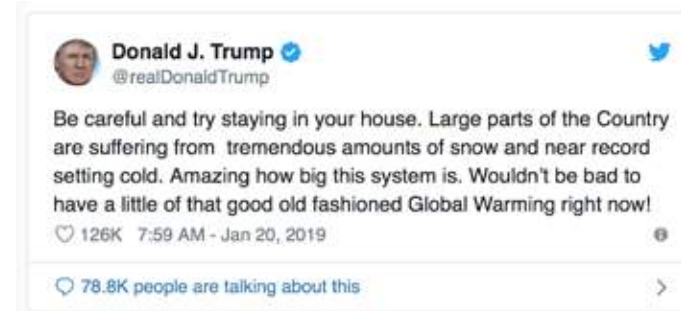 Donald J. Trump
@realDonaldTrump
Be careful and try staying in your house. Large parts of the Country
are suffering from  tremendous amounts of snow and near record
setting cold. Amazing how big this system is. Wouldn't be bad to
have a little of that good old fashioned Global Warming right now!
126K 7:59 AM - Jan 20, 2019
78.8K people are talking about this